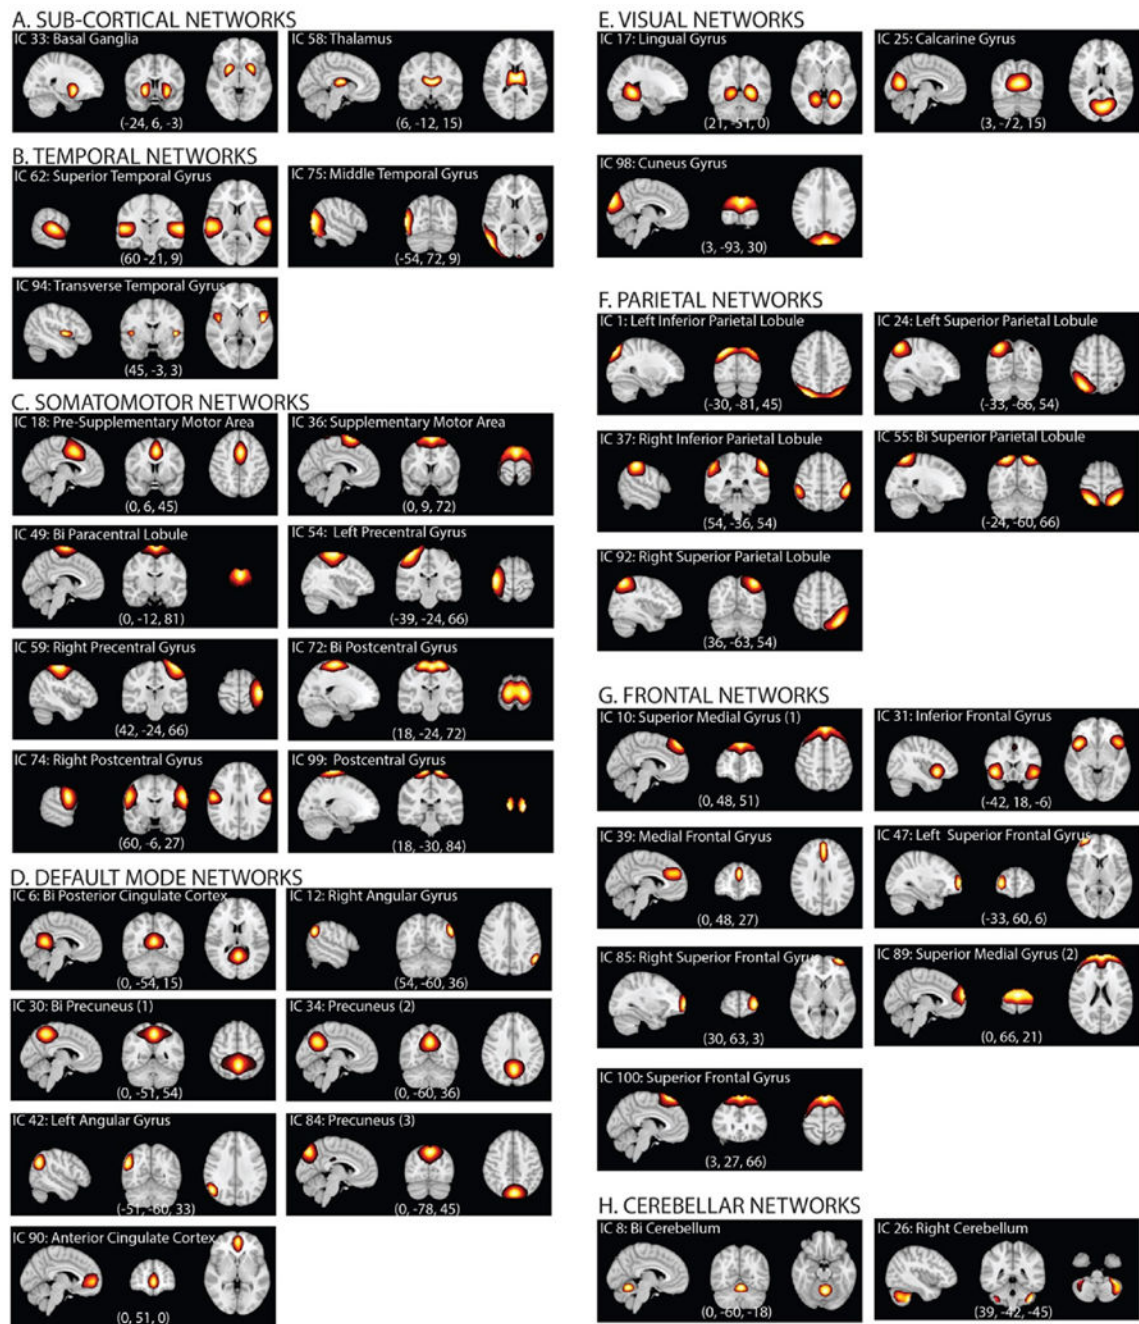 A. SUB-CORTICAL NETWORKS
IC 33: Basal Ganglia
(-24, 6, -3)
IC 58: Thalamus
(6, -12, 15)
B. TEMPORAL NETWORKS
IC 62: Superior Temporal Gyrus
(60 -21, 9)
IC 75: Middle Temporal Gyrus
(-54, 72, 9)
IC 94: Transverse Temporal Gyrus
(45, -3, 3)
C. SOMATOMOTOR NETWORKS
IC 18: Pre-Supplementary Motor Area
(0, 6, 45)
IC 36: Supplementary Motor Area
(0, 9, 72)
IC 49: Bi Paracentral Lobule
(0, -12, 81)
IC 54: Left Precentral Gyrus
(-39, -24, 66)
IC 59: Right Precentral Gyrus
(42, -24, 66)
IC 72: Bi Postcentral Gyrus
(18, -24, 72)
IC 74: Right Postcentral Gyrus
(60, -6, 27)
IC 99: Postcentral Gyrus
(18, -30, 84)
D. DEFAULT MODE NETWORKS
IC 6: Bi Posterior Cingulate Cortex
(0, -54, 15)
IC 12: Right Angular Gyrus
(54, -60, 36)
IC 30: Bi Precuneus (1)
(0, -51, 54)
IC 34: Precuneus (2)
(0, -60, 36)
IC 42: Left Angular Gyrus
(-51, -60, 33)
IC 84: Precuneus (3)
(0, -78, 45)
IC 90: Anterior Cingulate Cortex
(0, 51, 0)
E. VISUAL NETWORKS
IC 17: Lingual Gyrus
(21, -51, 0)
IC 25: Calcarine Gyrus
(3, -72, 15)
IC 98: Cuneus Gyrus
(3, -93, 30)
F. PARIETAL NETWORKS
IC 1: Left Inferior Parietal Lobule
(-30, -81, 45)
IC 24: Left Superior Parietal Lobule
(-33, -66, 54)
IC 37: Right Inferior Parietal Lobule
(54, -36, 54)
IC 55: Bi Superior Parietal Lobule
(-24, -60, 66)
IC 92: Right Superior Parietal Lobule
(36, -63, 54)
G. FRONTAL NETWORKS
IC 10: Superior Medial Gyrus (1)
(0, 48, 51)
IC 31: Inferior Frontal Gyrus
(-42, 18, -6)
IC 39: Medial Frontal Gryus
(0, 48, 27)
IC 47: Left Superior Frontal Gyrus
(-33, 60, 6)
IC 85: Right Superior Frontal Gyrus
(30, 63, 3)
IC 89: Superior Medial Gyrus (2)
(0, 66, 21)
IC 100: Superior Frontal Gyrus
(3, 27, 66)
H. CEREBELLAR NETWORKS
IC 8: Bi Cerebellum
(0, -60, -18)
IC 26: Right Cerebellum
(39, -42, -45)